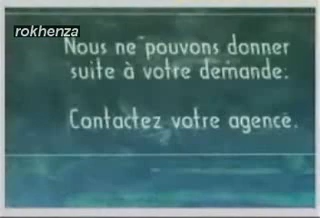 rokhenza
Nous ne pouvons donner
suite à votre demande.
Contactez votre agence.